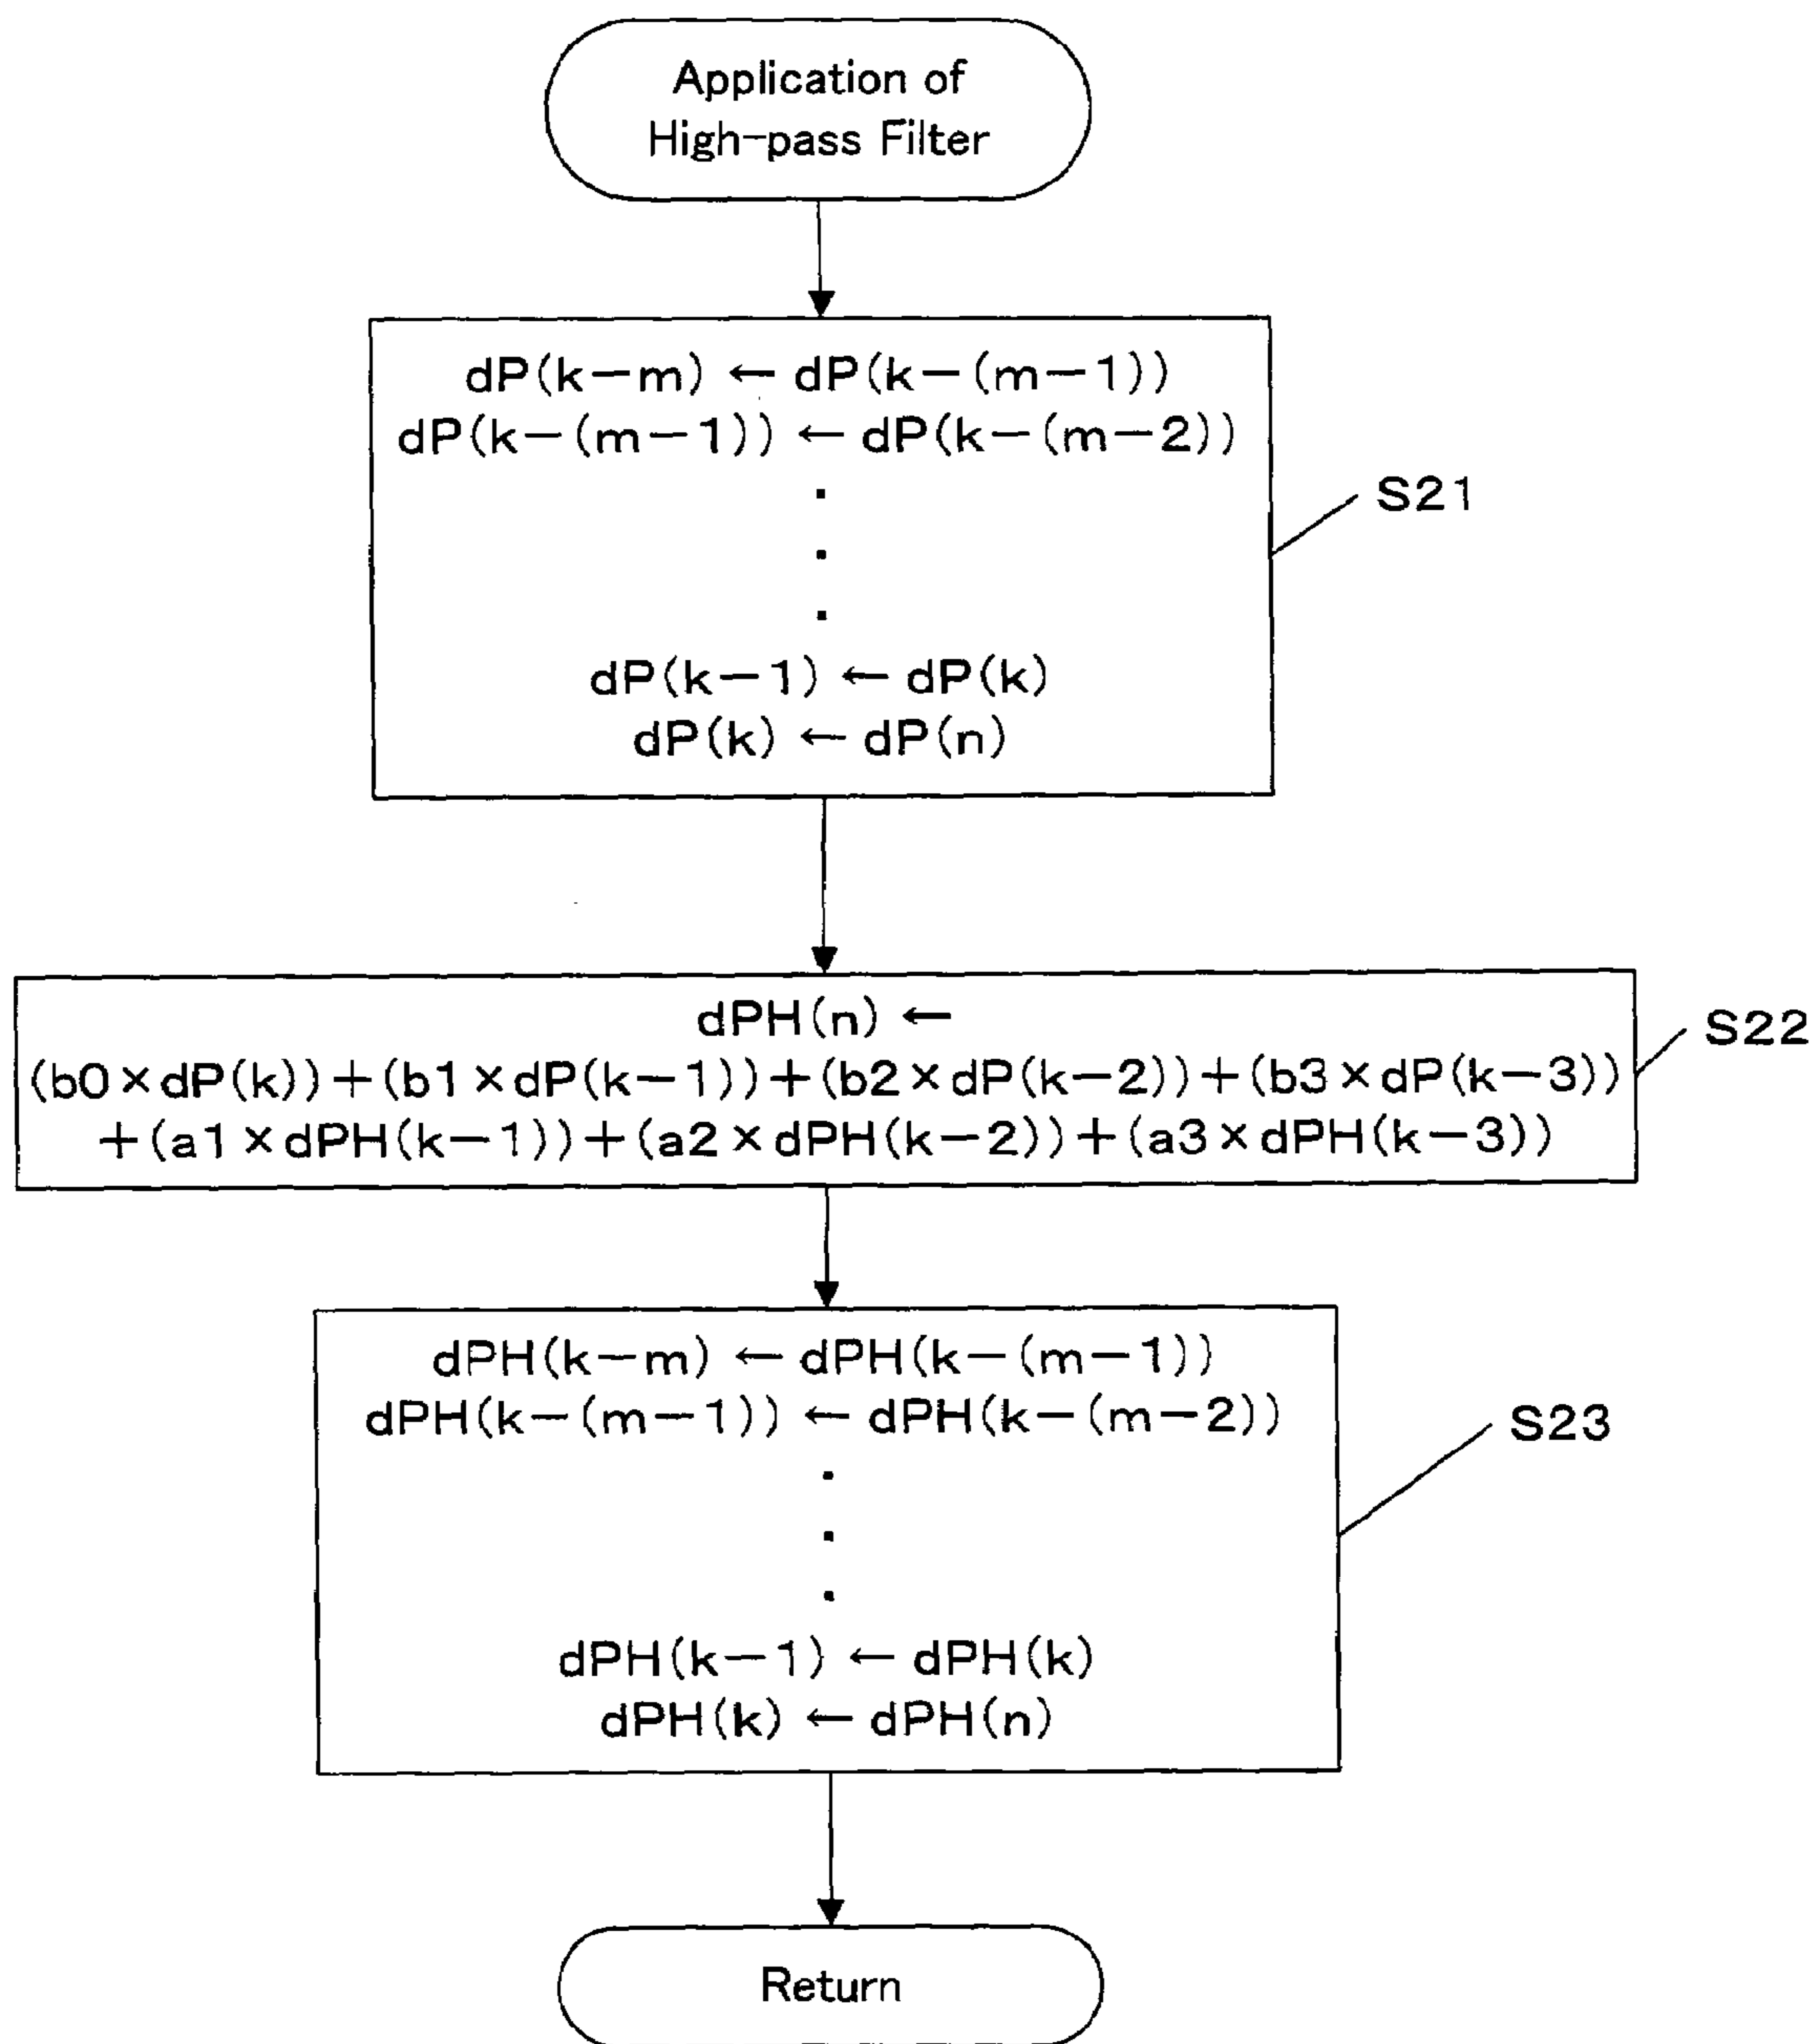 Application of
High-pass Filter
dP(k-m) ← dP(k-(m-1))
dP(k-(m-1)) ← dP(k-(m-2))
.
.
.
dP(k-1) ← dP(k)
dP(k) ← dP(n)
S21
dPH(n) ←
(b0×dP(k))+(b1×dP(k-1))+(b2×dP(k-2))+(b3×dP(k-3))
+(a1×dPH(k-1))+(a2×dPH(k-2))+(a3×dPH(k-3))
S22
dPH(k-m) ← dPH(k-(m-1))
dPH(k-(m-1)) ← dPH(k-(m-2))
.
.
.
dPH(k-1) ← dPH(k)
dPH(k) ← dPH(n)
S23
Return